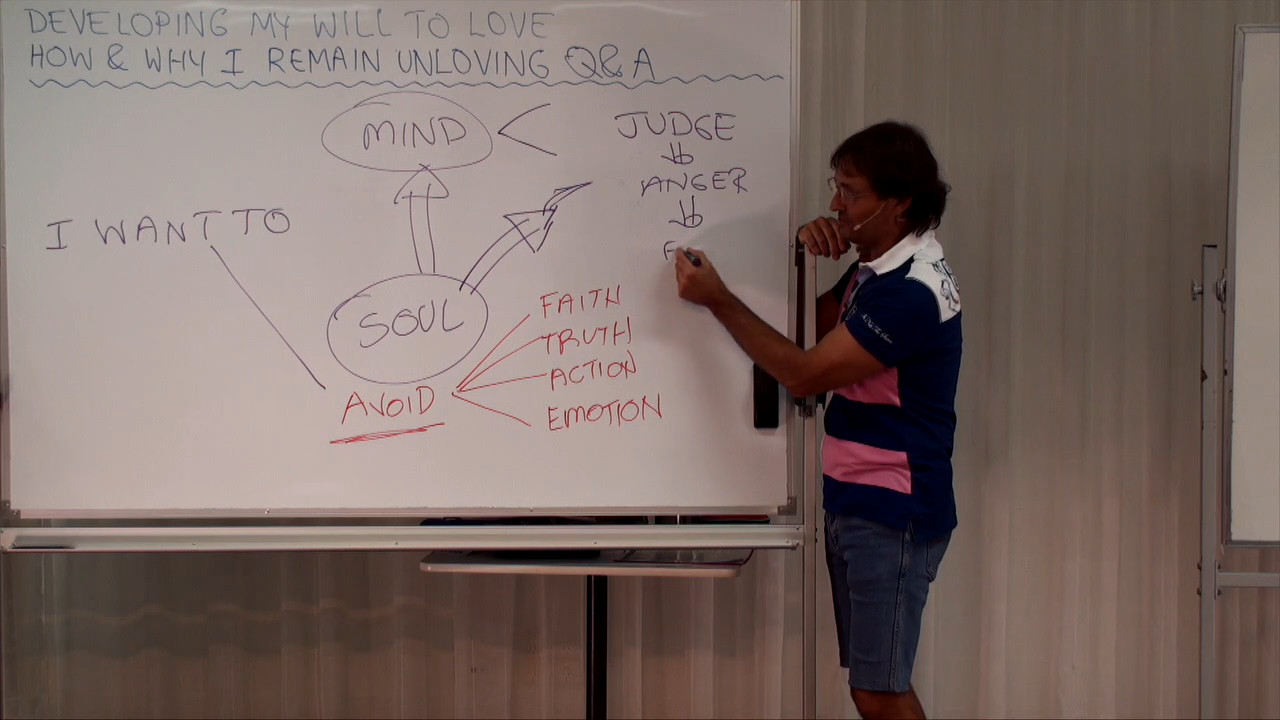 DEVELOPING MY WILL TO LOVE
HOW & WHY I REMAIN UNLOVING Q&A
MIND
JUDGE
ANGER
F
I WANT TO
SOUL
AVOID
FAITH
TRUTH
ACTION
EMOTION